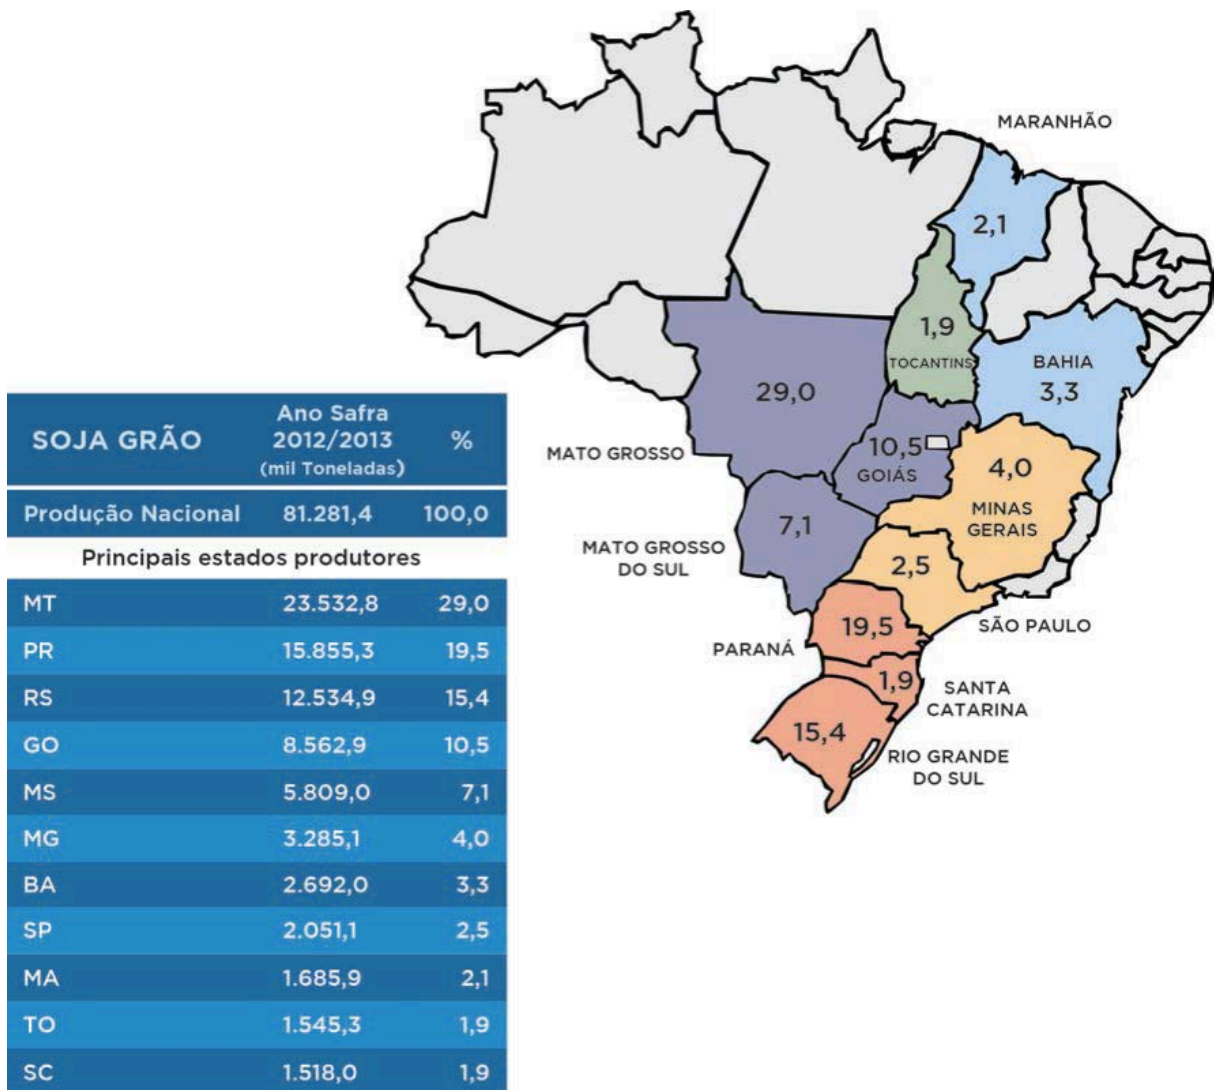 MARANHÃO
2,1
1,9
TOCANTINS
BAHIA
3,3
29,0
MATO GROSSO
10,5
GOIÁS
4,0
MINAS
GERAIS
7,1
MATO GROSSO
DO SUL
2,5
SÃO PAULO
19,5
PARANÁ
1,9
SANTA
CATARINA
15,4
RIO GRANDE
DO SUL
SOJA GRÃO Ano Safra 2012/2013 (mil Toneladas) %
Produção Nacional 81.281,4 100,0
Principais estados produtores
MT 23.532,8 29,0
PR 15.855,3 19,5
RS 12.534,9 15,4
GO 8.562,9 10,5
MS 5.809,0 7,1
MG 3.285,1 4,0
BA 2.692,0 3,3
SP 2.051,1 2,5
MA 1.685,9 2,1
TO 1.545,3 1,9
SC 1.518,0 1,9